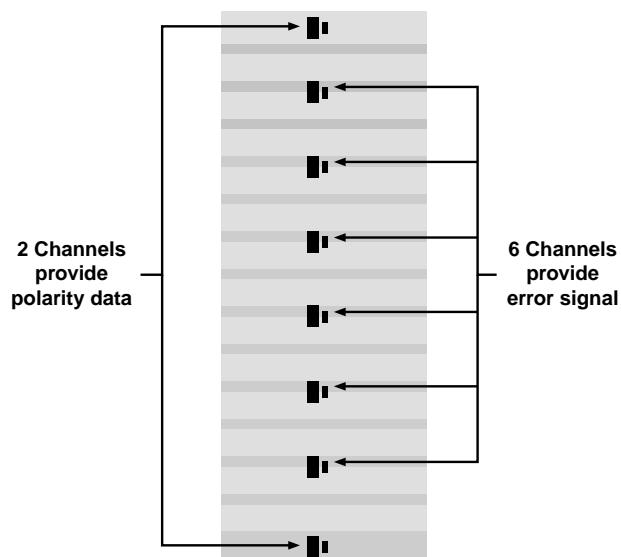 2 Channels
provide
polarity data
6 Channels
provide
error signal